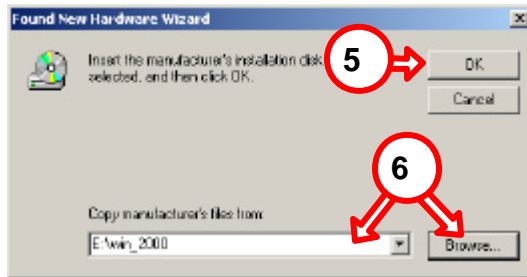 Found New Hardware Wizard
Insert the manufacturer's installation disk
selected, and then click OK.
5
OK
Cancel
6
Copy manufacturer's files from:
E:\win_2000
Browse...